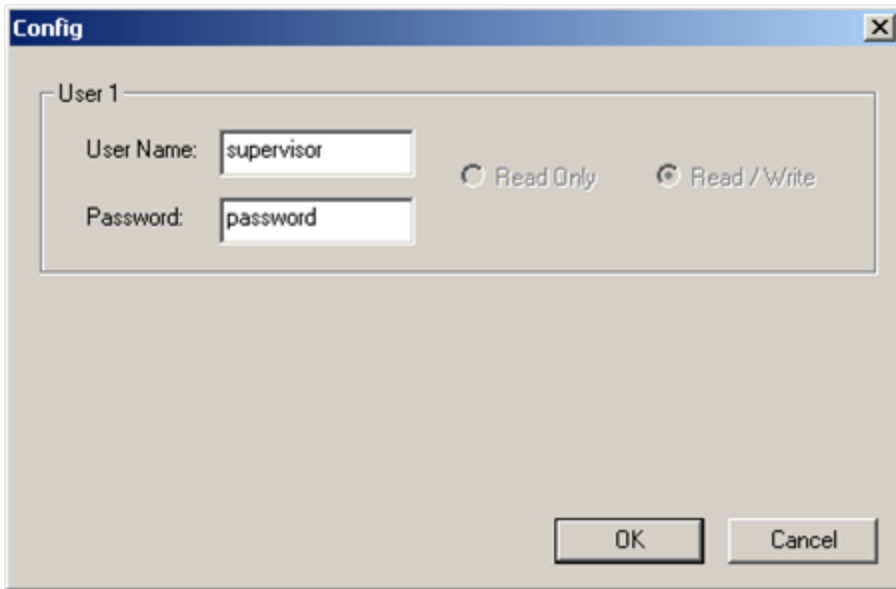 Config
User 1
User Name: supervisor
Read Only Read / Write
Password: password
OK Cancel